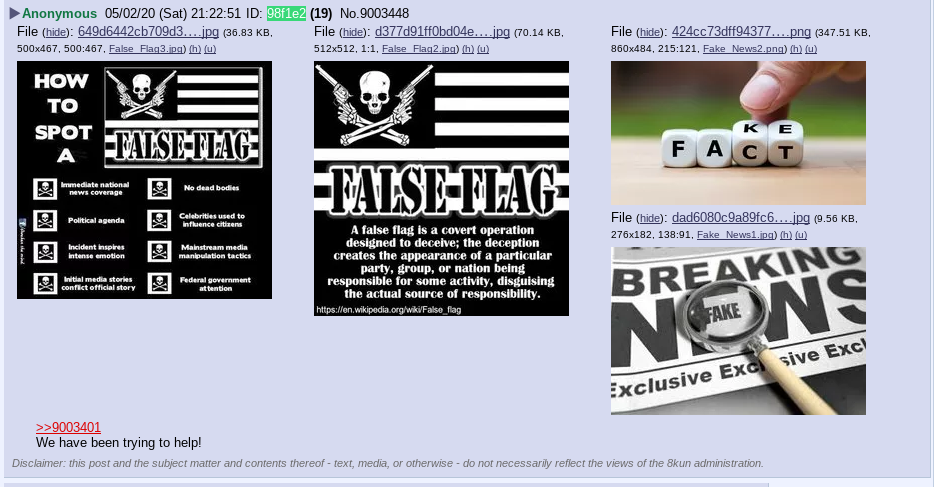 ▶Anonymous 05/02/20 (Sat) 21:22:51 ID: 98f1e2 (19) No.9003448
File (hide): 649d6442cb709d3….jpg (36.83 KB,
500x467, 500:467, False_Flag3.jpg) (h) (u)
HOW
TO
SPOT
A
FALSE FLAG
Immediate national
news coverage
No dead bodies
Political agenda
Celebrities used to
influence citizens
Incident inspires
intense emotion
Mainstream media
manipulation tactics
Initial media stories
conflict official story
Federal government
attention
File (hide): d377d91ff0bd04e….jpg (70.14 KB,
512x512, 1:1, False_Flag2.jpg) (h) (u)
FALSE FLAG
A false flag is a covert operation
designed to deceive; the deception
creates the appearance of a particular
party, group, or nation being
responsible for some activity, disguising
the actual source of responsibility.
https://en.wikipedia.org/wiki/False_flag
File (hide): 424cc73dff94377….png (347.51 KB,
860x484, 215:121, Fake_News2.png) (h) (u)
K E
F A C T
File (hide): dad6080c9a89fc6….jpg (9.56 KB,
276x182, 138:91, Fake_News1.jpg) (h) (u)
BREAKING
NEWS
FAKE
Exclusive Exclusive Excl
>>9003401
We have been trying to help!
Disclaimer: this post and the subject matter and contents thereof - text, media, or otherwise - do not necessarily reflect the views of the 8kun administration.